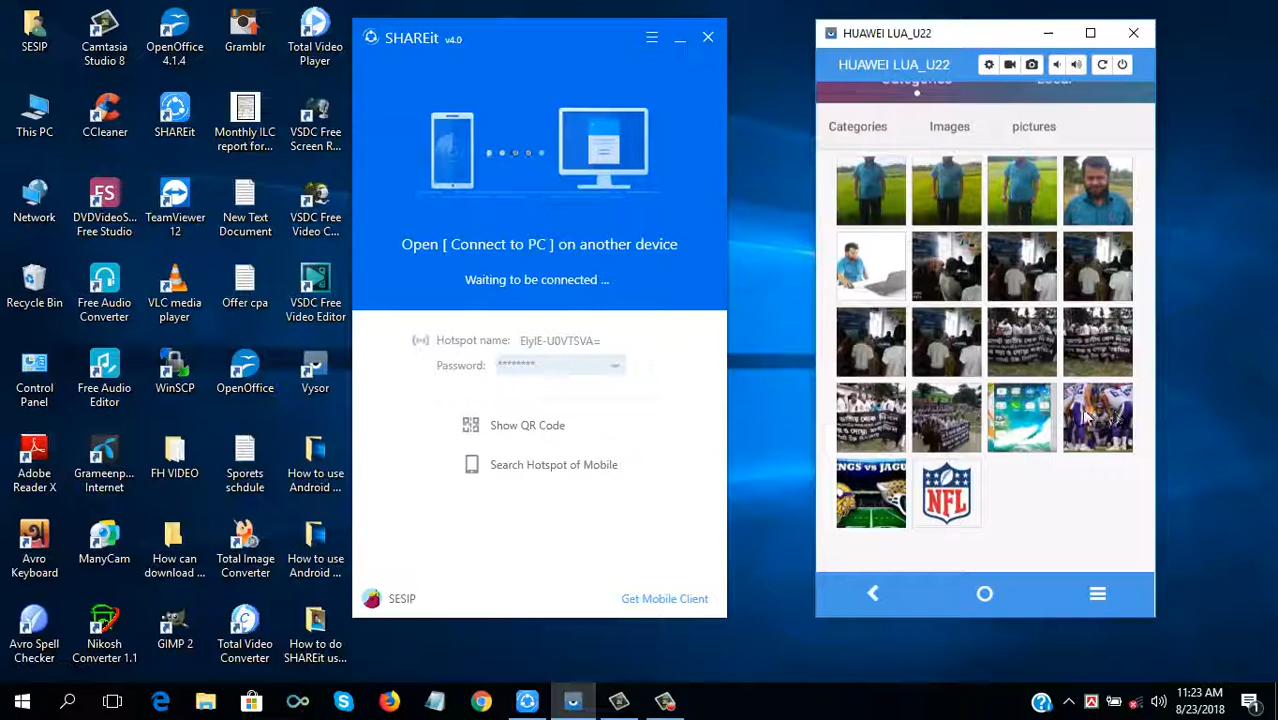 SESIP
Camtasia
Studio 8
OpenOffice
4.1.4
Gramblr
Total Video
Player
This PC
CCleaner
SHAREit
Monthly ILC
report for...
VSDC Free
Screen R...
Network
DVDVideoS...
Free Studio
TeamViewer
12
New Text
Document
VSDC Free
Video C...
Recycle Bin
Free Audio
Converter
VLC media
player
Offer cpa
VSDC Free
Video Editor
Control
Panel
Free Audio
Editor
WinSCP
OpenOffice
Vysor
Adobe
Reader X
Grameenp...
Internet
FH VIDEO
Sporets
schdule
How to use
Android ...
Avro
Keyboard
ManyCam
How can
download ...
Total Image
Converter
How to use
Android ...
Avro Spell
Checker
Nikosh
Converter 1.1
GIMP 2
Total Video
Converter
How to do
SHAREit us...
SHAREit v4.0
Open [ Connect to PC ] on another device
Waiting to be connected ...
Hotspot name: 
Password: ********
Show QR Code
Search Hotspot of Mobile
SESIP
Get Mobile Client
HUAWEI LUA_U22
HUAWEI LUA_U22
Categories Local
Categories Images pictures
NGS VS JAGU
NFL
11:23 AM
8/23/2018